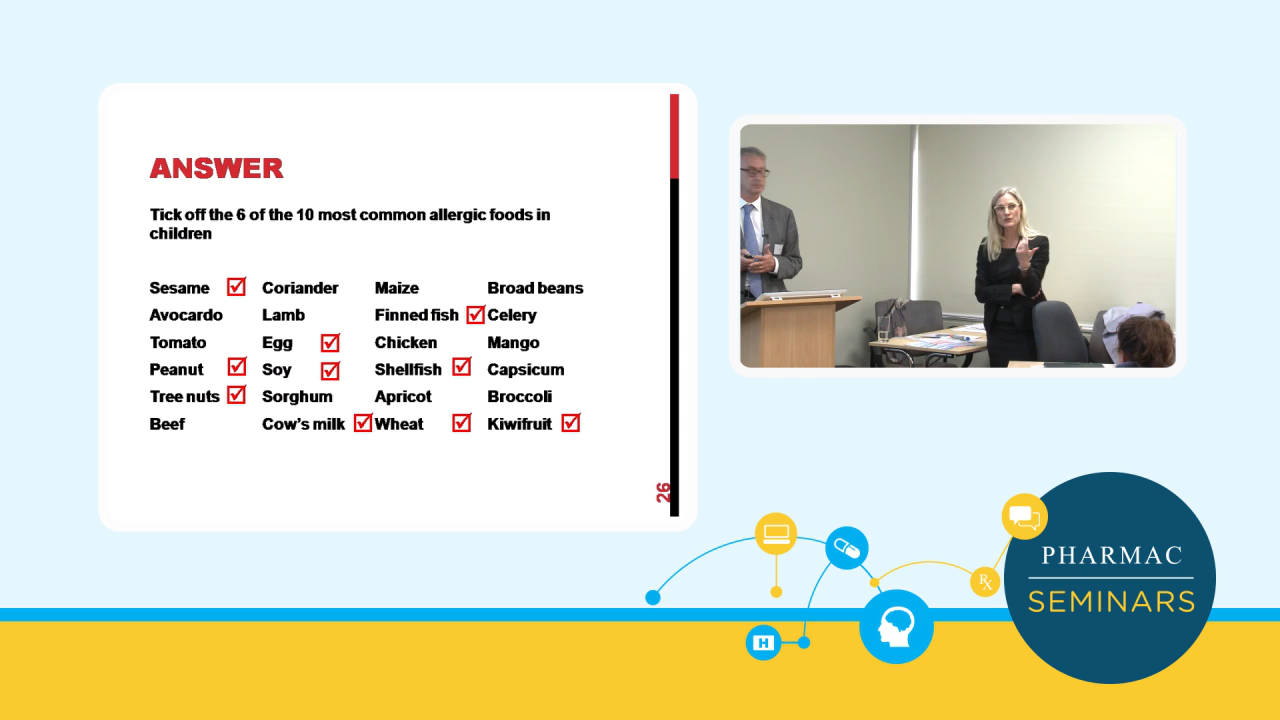 ANSWER
Tick off the 6 of the 10 most common allergic foods in
children
Sesame Coriander Maize Broad beans
Avocardo Lamb Finned fish Celery
Tomato Egg Chicken Mango
Peanut Soy Shellfish Capsicum
Tree nuts Sorghum Apricot Broccoli
Beef Cow's milk Wheat Kiwifruit
26
Rx
H
PHARMAC
SEMINARS